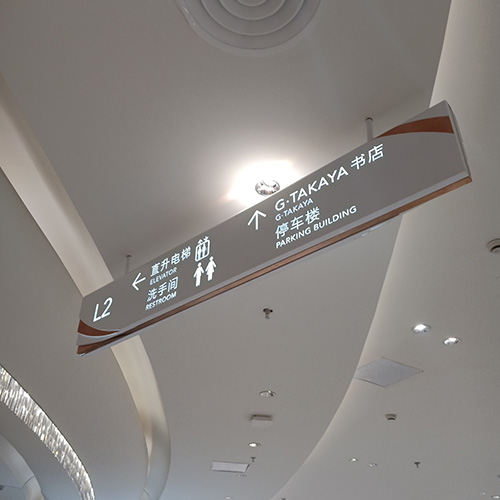 L2
直升电梯
ELEVATOR
洗手间
RESTROOM
G·TAKAYA 书店
G·TAKAYA
停车楼
PARKING BUILDING